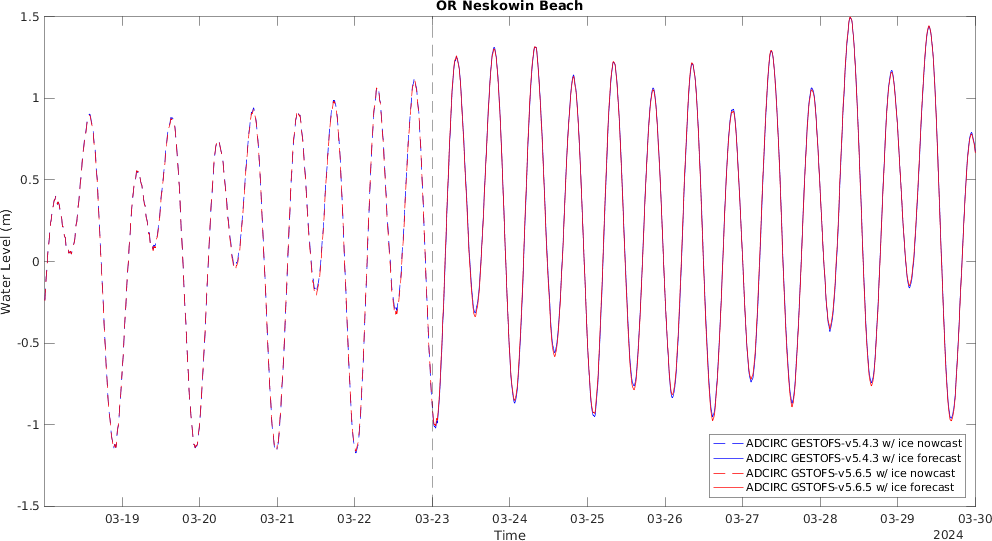 OR Neskowin Beach
1.5
1
0.5
0
-0.5
-1
-1.5
Water Level (m)
03-19 03-20 03-21 03-22 03-23 03-24 03-25 03-26 03-27 03-28 03-29 03-30
Time
2024
ADCIRC GESTOFS-v5.4.3 w/ ice nowcast
ADCIRC GSTOFS-v5.4.3 w/ ice forecast
ADCIRC GSTOFS-v5.6.5 w/ ice nowcast
ADCIRC GSTOFS-v5.6.5 w/ ice forecast